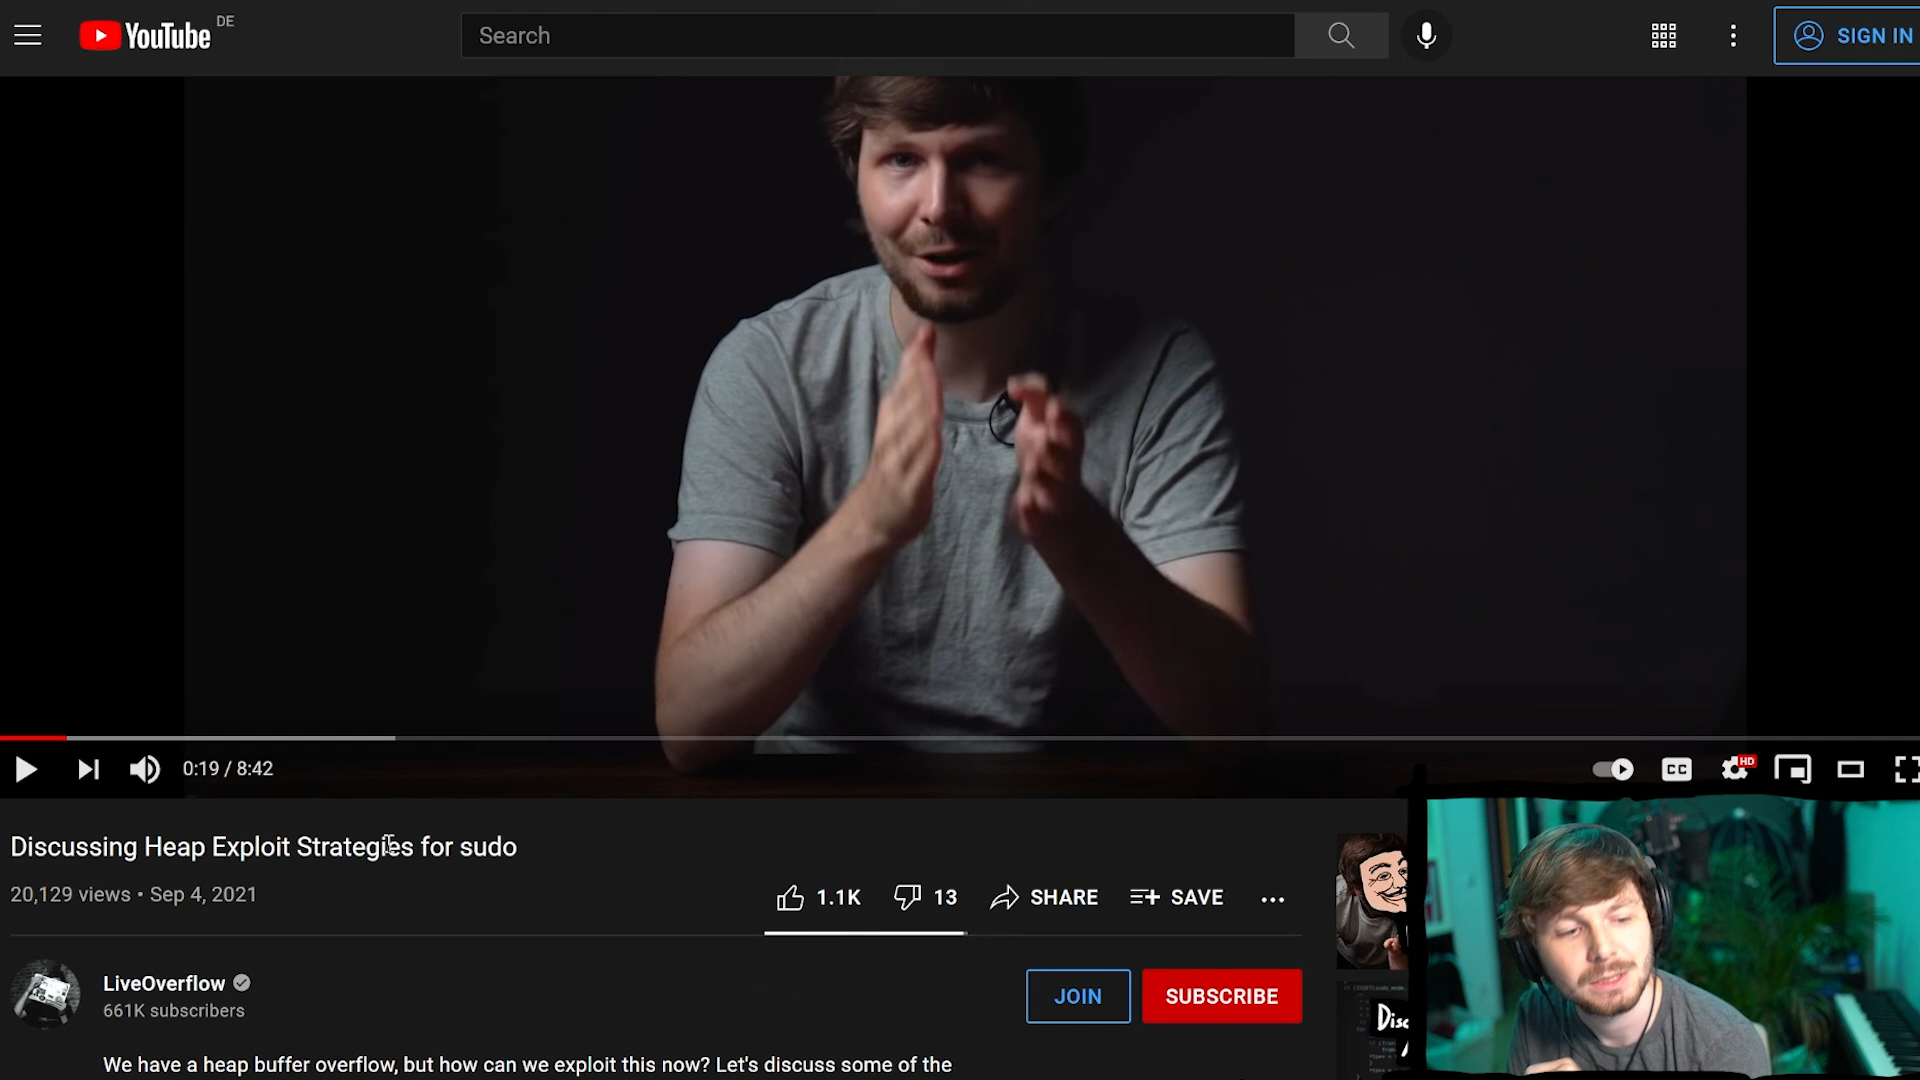 YouTube DE
Search
SIGN IN
0:19 / 8:42
CC
HD
Discussing Heap Exploit Strategies for sudo
20,129 views • Sep 4, 2021
1.1K
13
SHARE
SAVE
LiveOverflow
661K subscribers
JOIN
SUBSCRIBE
We have a heap buffer overflow, but how can we exploit this now? Let's discuss some of the